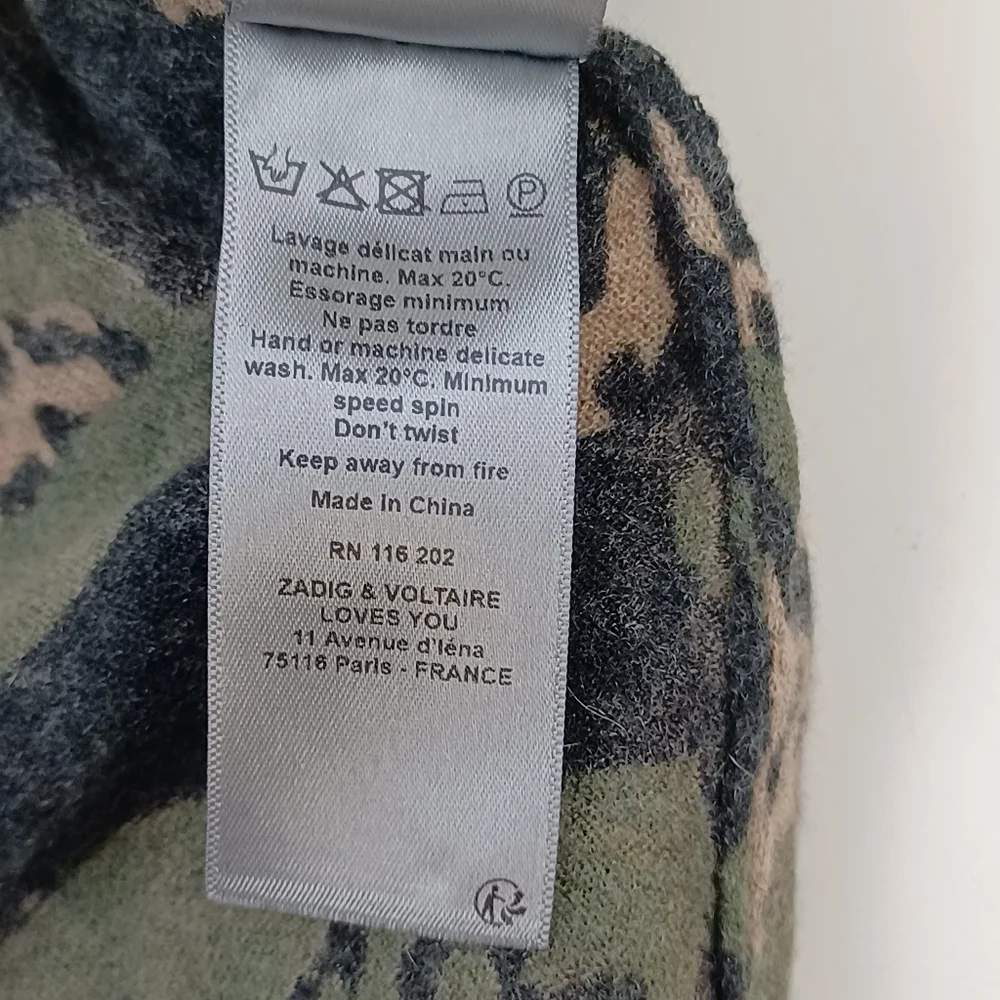 P
Lavage délicat main ou
machine. Max 20°C.
Essorage minimum
Ne pas tordre
Hand or machine delicate
wash. Max 20°C. Minimum
speed spin
Don't twist
Keep away from fire
Made in China
RN 116 202
ZADIG & VOLTAIRE
LOVES YOU
11 Avenue d'Iéna
75116 Paris - FRANCE